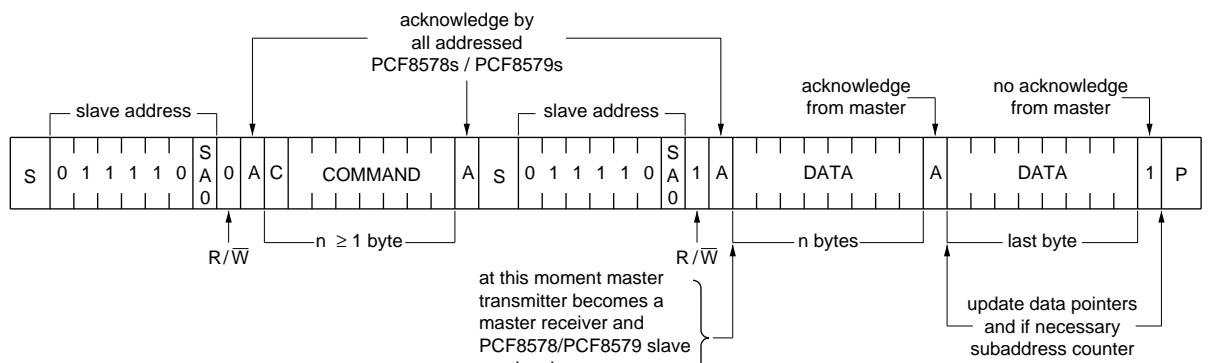 acknowledge by
all addressed
PCF8578s / PCF8579s
acknowledge
from master
no acknowledge
from master
slave address
slave address
S 0 1 1 1 1 0 SA0 0 A C COMMAND A S 0 1 1 1 1 0 SA0 1 A DATA A DATA 1 P
n ≥ 1 byte
n bytes
last byte
R/W̅
R/W̅
at this moment master
transmitter becomes a
master receiver and
PCF8578/PCF8579 slave
update data pointers
and if necessary
subaddress counter